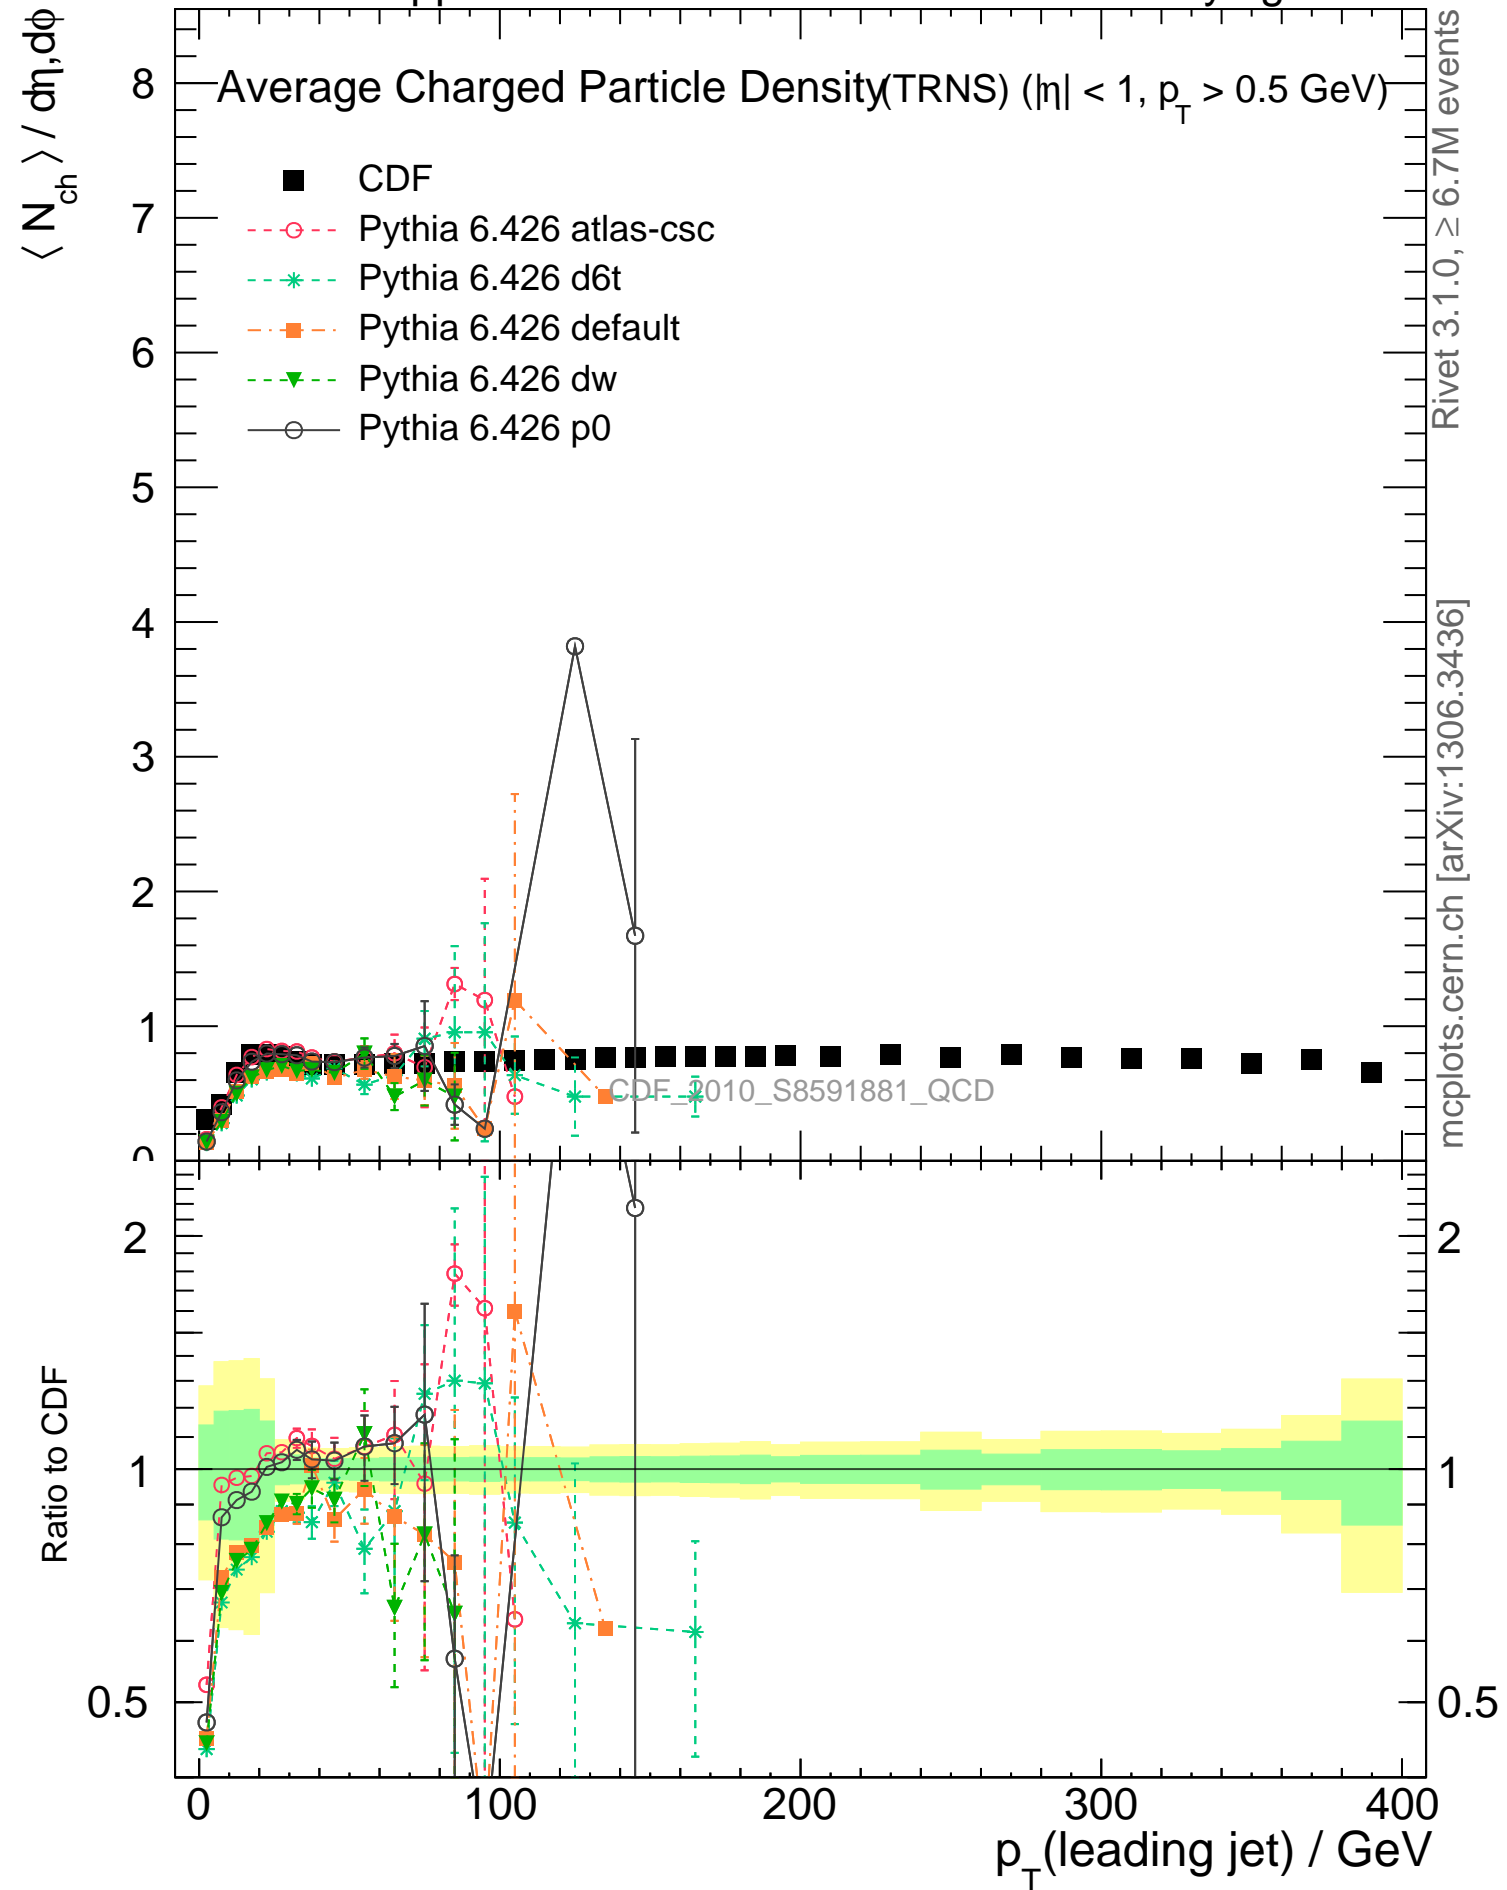 Average Charged Particle Density (TRNS) (|η| < 1, p_T > 0.5 GeV)
⟨ N_ch ⟩ / dη,dϕ
CDF
Pythia 6.426 atlas-csc
Pythia 6.426 d6t
Pythia 6.426 default
Pythia 6.426 dw
Pythia 6.426 p0
8
7
6
5
4
3
2
1
0
CDF_2010_S8591881_QCD
Rivet 3.1.0, ≥ 6.7M events
mcplots.cern.ch [arXiv:1306.3436]
Ratio to CDF
2 2
1 1
0.5 0.5
0 100 200 300 400
p_T(leading jet) / GeV